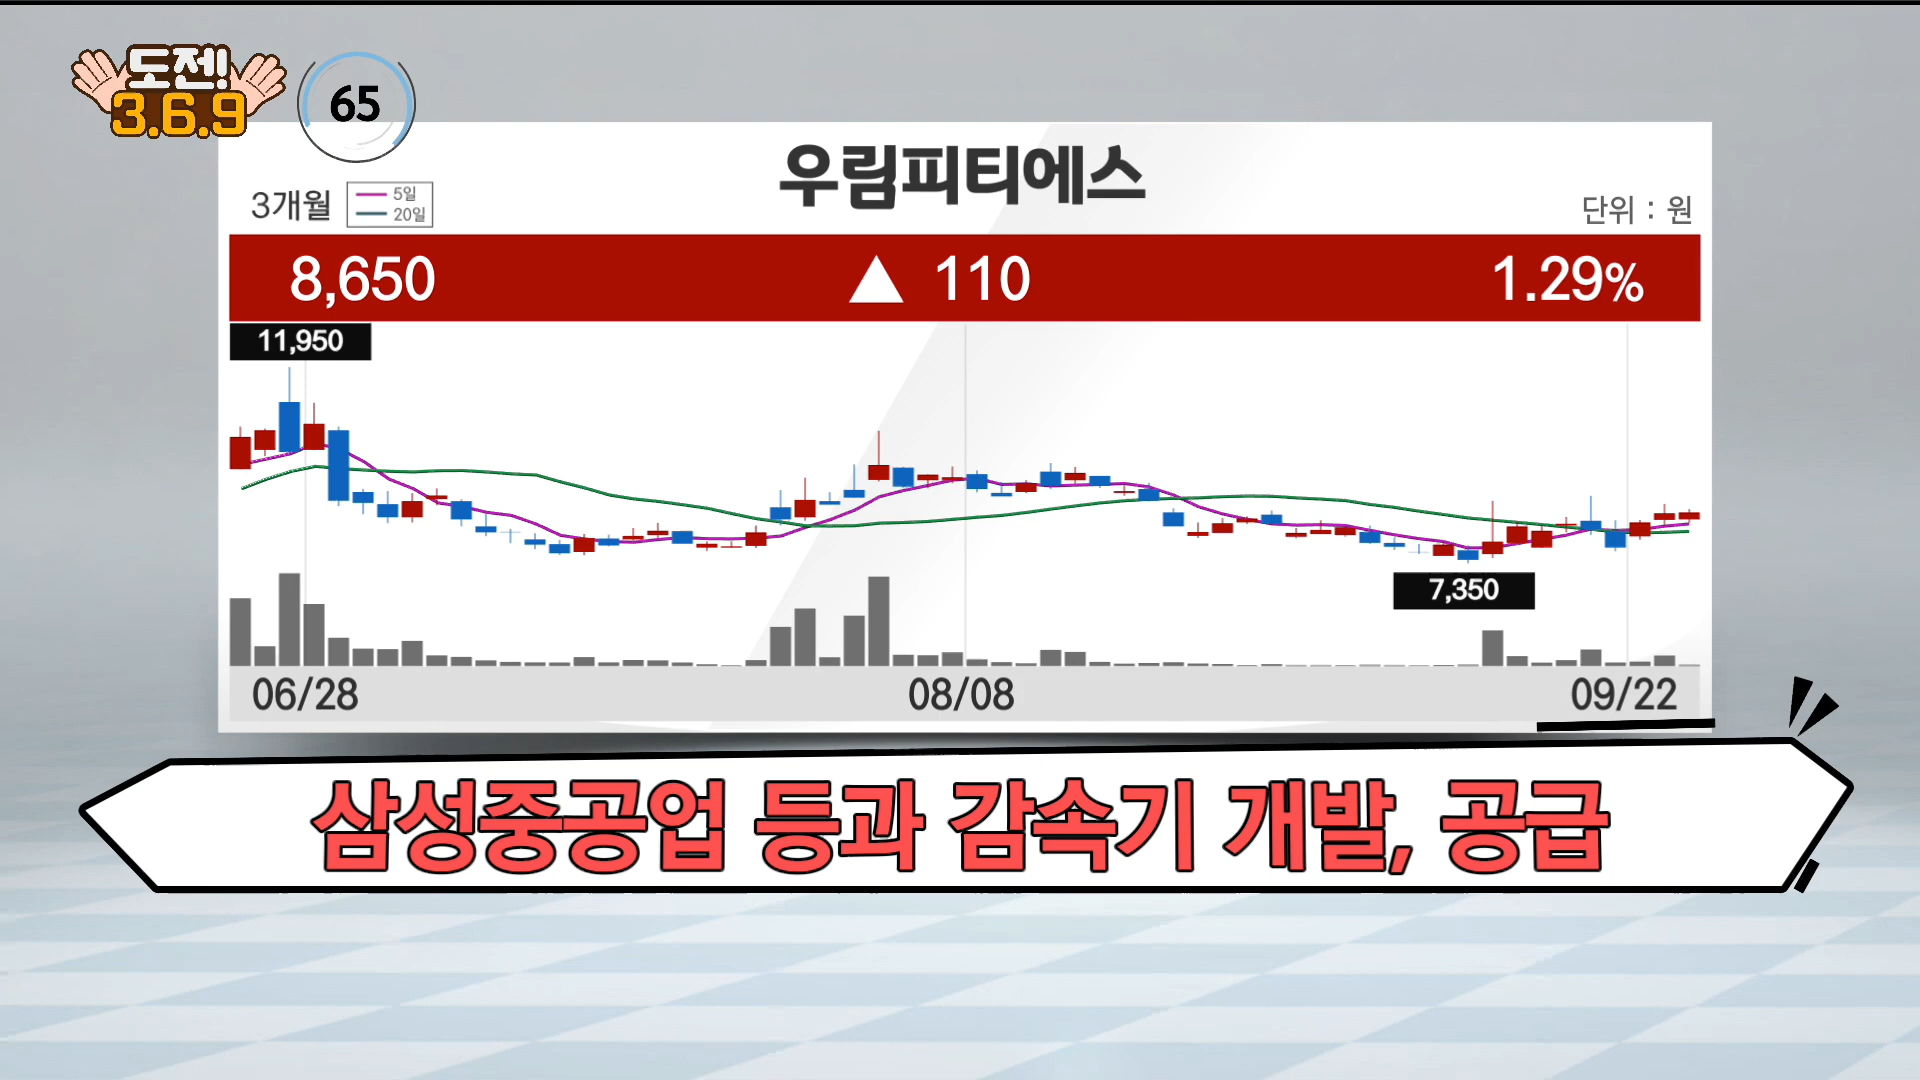 도젠!
3.6.9
65
우림피티에스
3개월
5일
20일
단위 : 원
8,650 ▲ 110 1.29%
11,950
7,350
06/28 08/08 09/22
삼성중공업 등과 감속기 개발, 공급